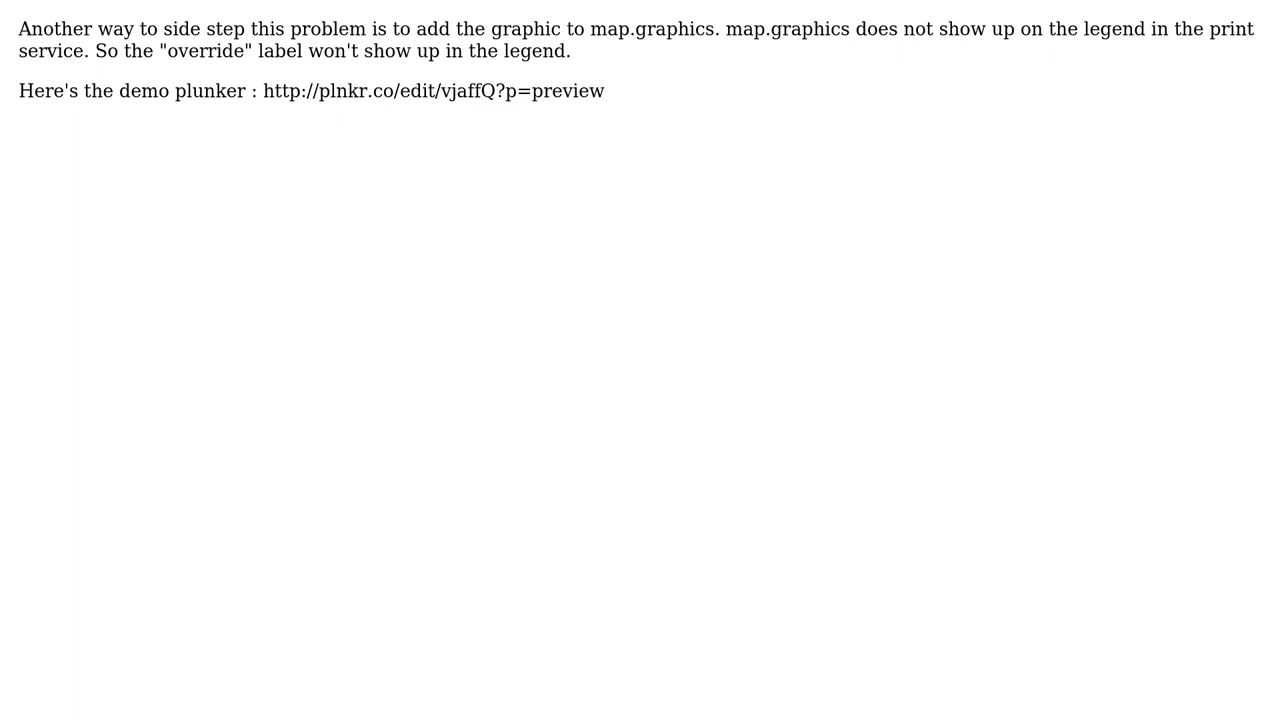 Another way to side step this problem is to add the graphic to map.graphics. map.graphics does not show up on the legend in the print
service. So the "override" label won't show up in the legend.
Here's the demo plunker : http://plnkr.co/edit/vjaffQ?p=preview